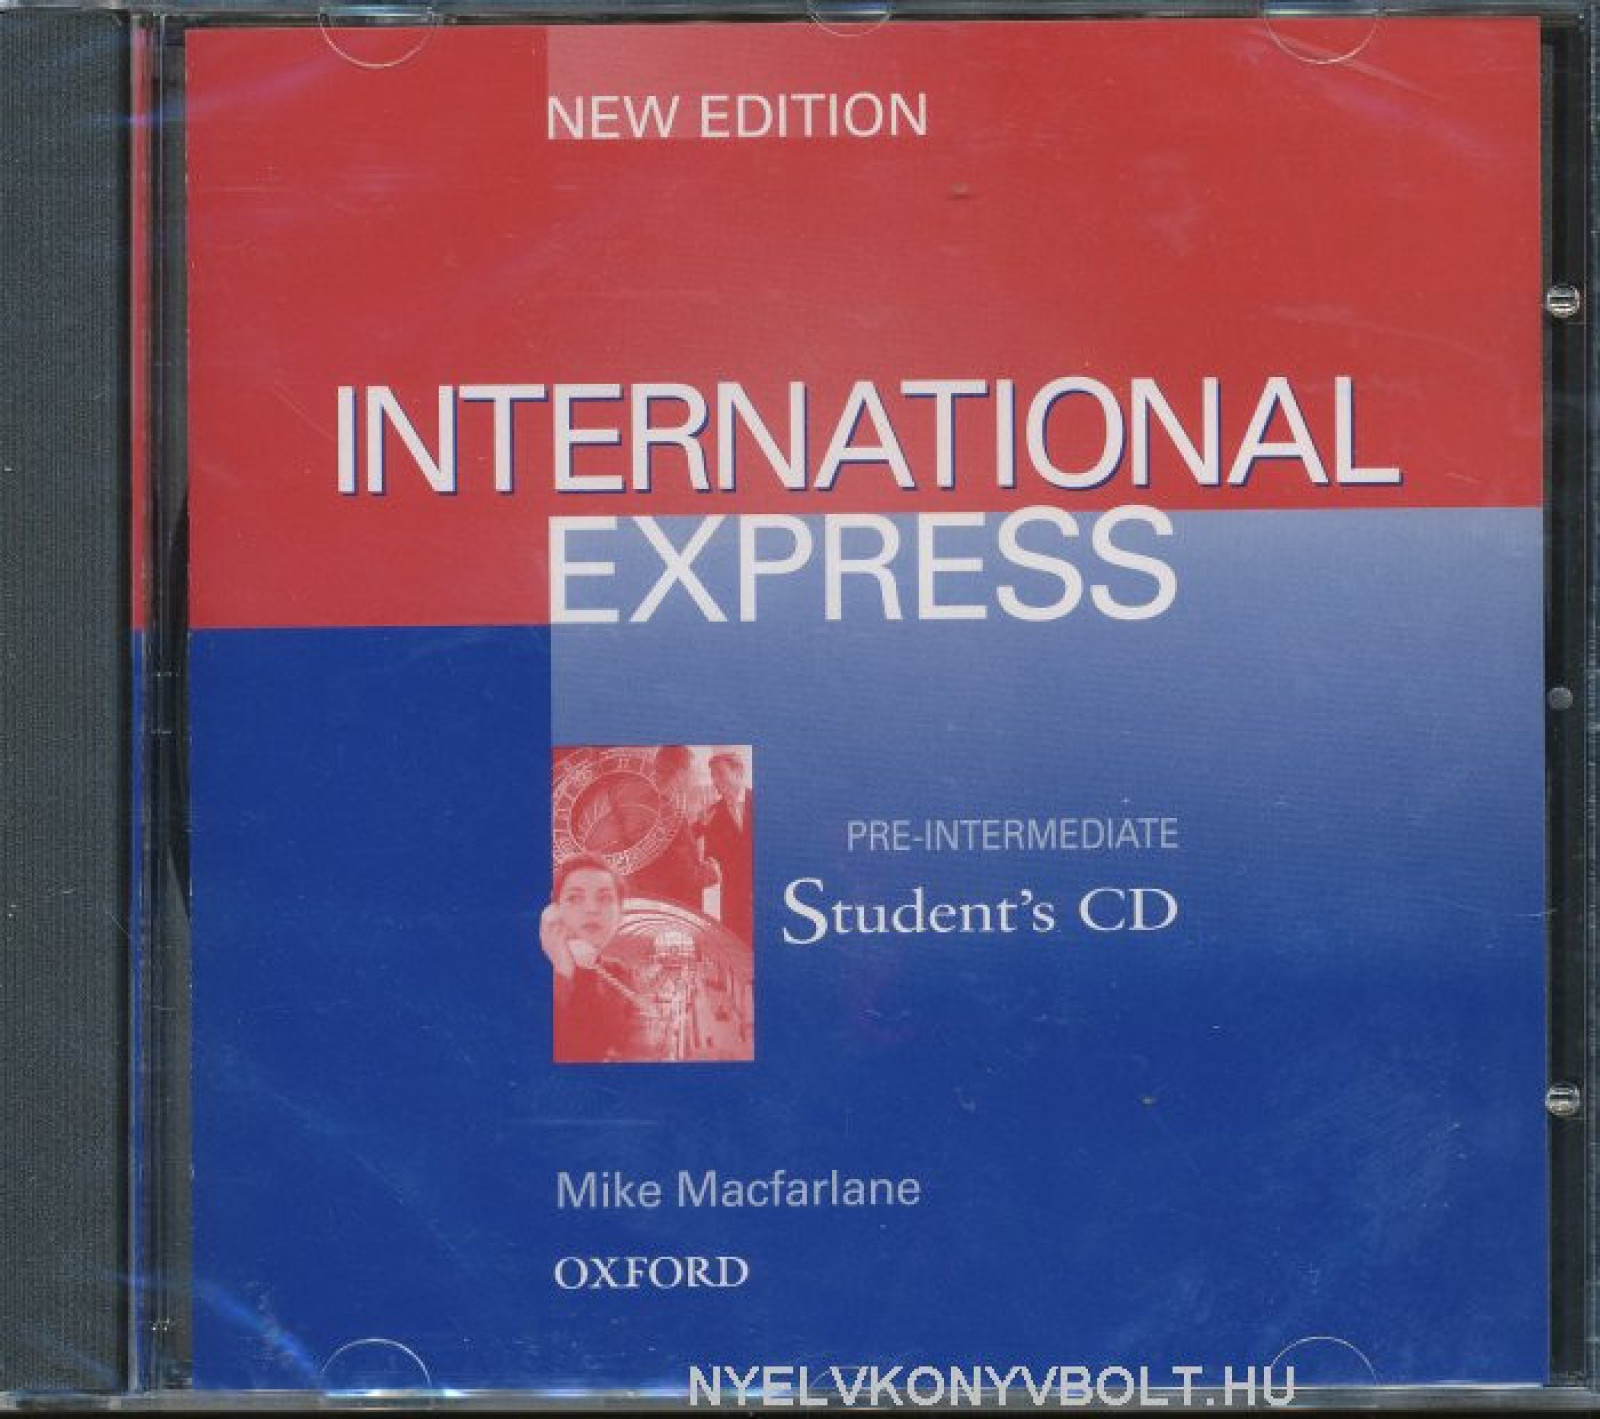 NEW EDITION
INTERNATIONAL
EXPRESS
PRE-INTERMEDIATE
Student's CD
Mike Macfarlane
OXFORD
NYELVKONYVBOLT.HU